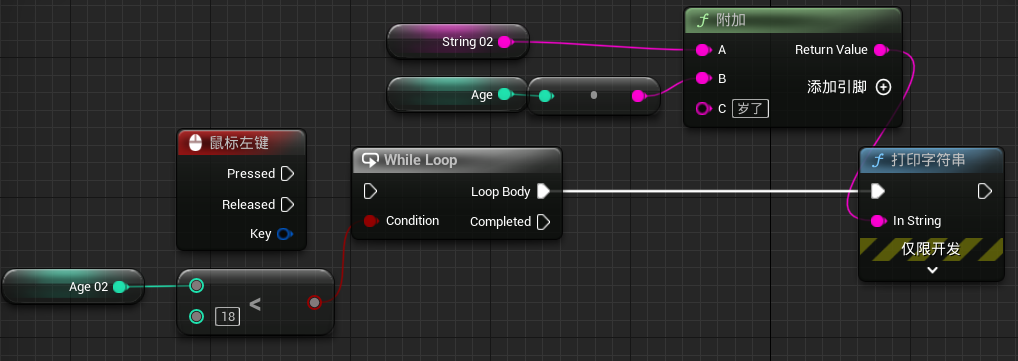 附加
String 02
A
Return Value
Age
B
添加引脚
C
岁了
鼠标左键
Pressed
Released
Key
While Loop
Loop Body
Condition
Completed
打印字符串
In String
仅限开发
Age 02
<
18